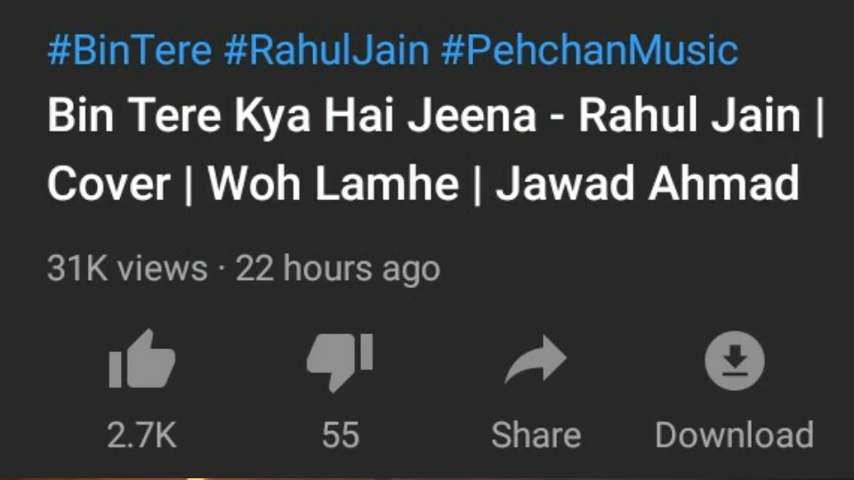 #BinTere #RahulJain #PehchanMusic
Bin Tere Kya Hai Jeena - Rahul Jain |
Cover | Woh Lamhe | Jawad Ahmad
31K views · 22 hours ago
2.7K 55 Share Download